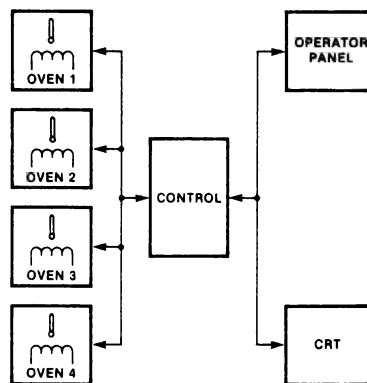 OVEN 1
OVEN 2
OVEN 3
OVEN 4
CONTROL
OPERATOR
PANEL
CRT